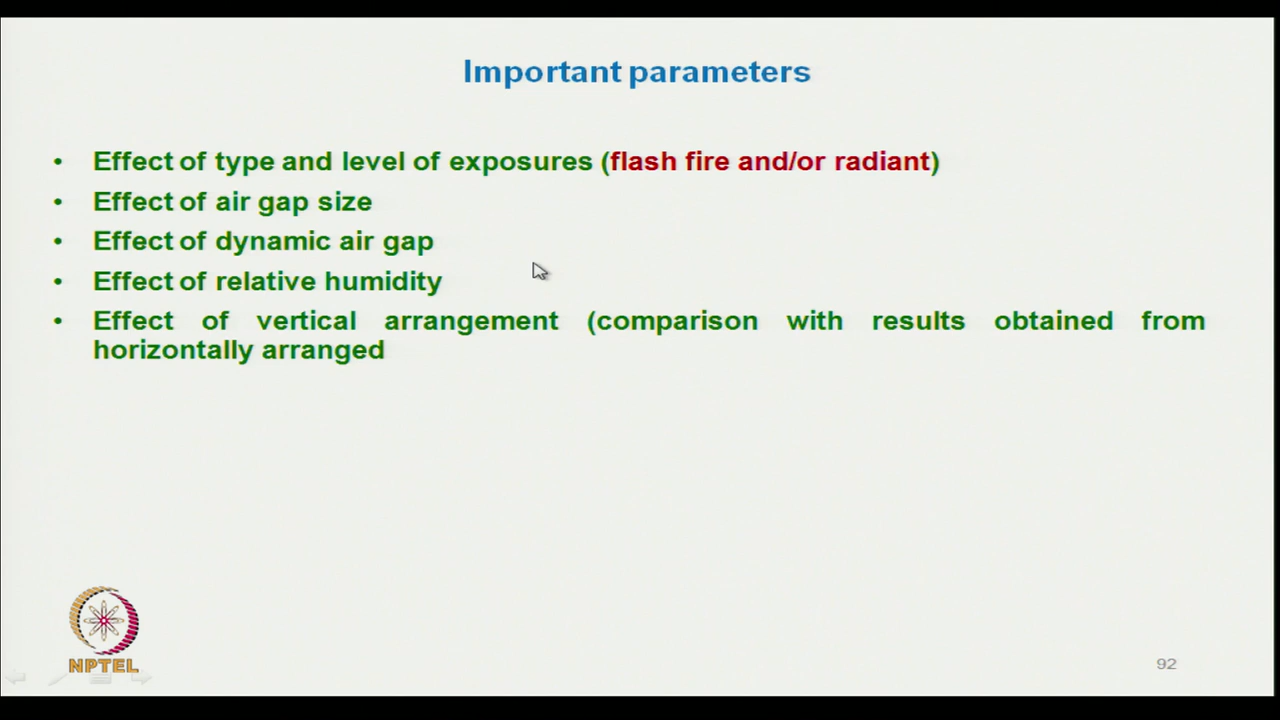 Important parameters
• Effect of type and level of exposures (flash fire and/or radiant)
• Effect of air gap size
• Effect of dynamic air gap
• Effect of relative humidity
• Effect of vertical arrangement (comparison with results obtained from
horizontally arranged
NPTEL
92